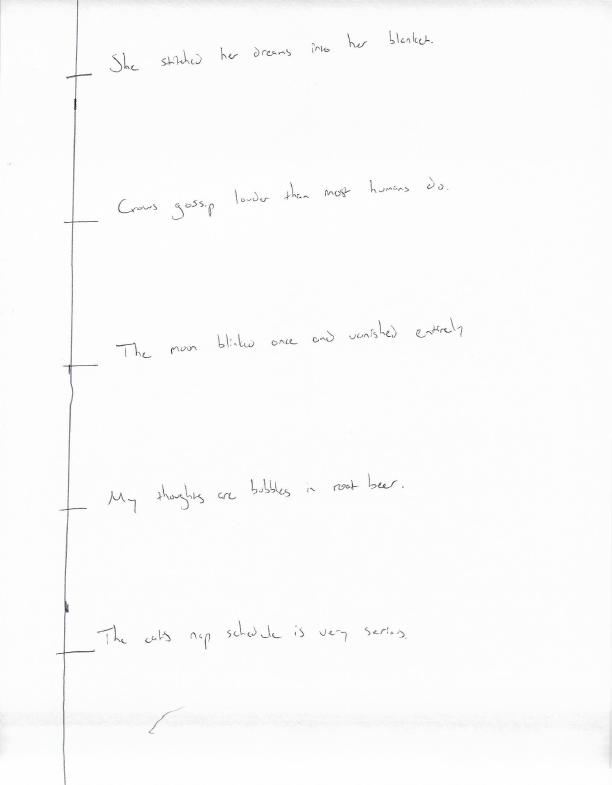 She stitched her dreams into her blanket.
Crows gossip louder than most humans do.
The moon blinked once and vanished entirely
My thoughts are bubbles in root beer.
The cat's nap schedule is very serious.